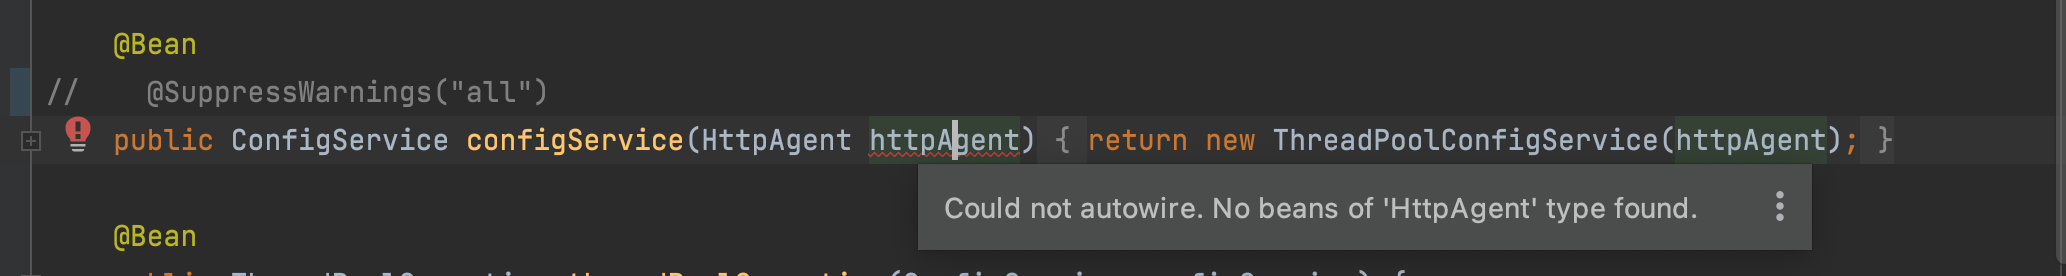 @Bean
// @SuppressWarnings("all")
public ConfigService configService(HttpAgent httpAgent) { return new ThreadPoolConfigService(httpAgent); }
Could not autowire. No beans of 'HttpAgent' type found.
@Bean